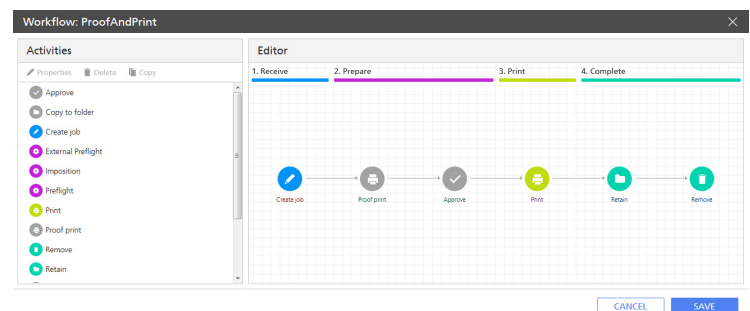 Workflow: ProofAndPrint
Activities
Properties Delete Copy
Approve
Copy to folder
Create job
External Preflight
Imposition
Preflight
Print
Proof print
Remove
Retain
Editor
1. Receive 2. Prepare 3. Print 4. Complete
Create job Proof print Approve Print Retain Remove
CANCEL SAVE